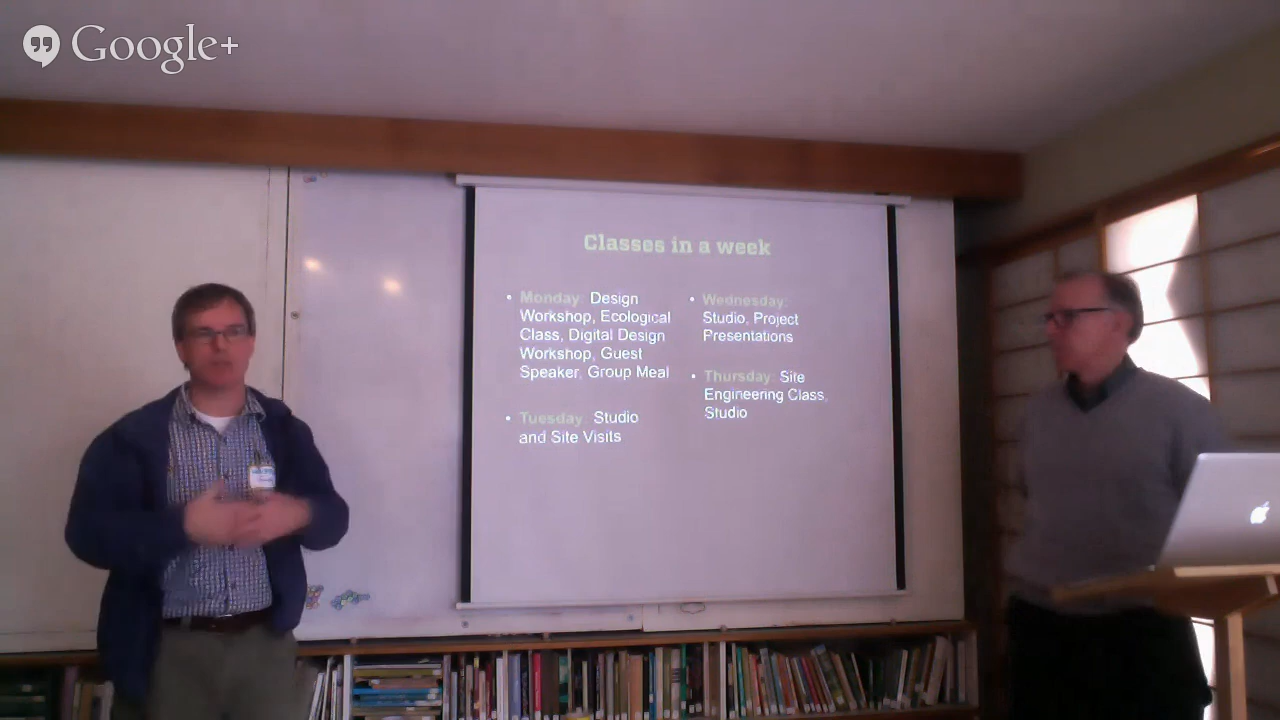 Google+
Classes in a week
• Monday: Design
Workshop, Ecological
Class, Digital Design
Workshop, Guest
Speaker, Group Meal
• Tuesday: Studio
and Site Visits
• Wednesday:
Studio, Project
Presentations
• Thursday: Site
Engineering Class,
Studio